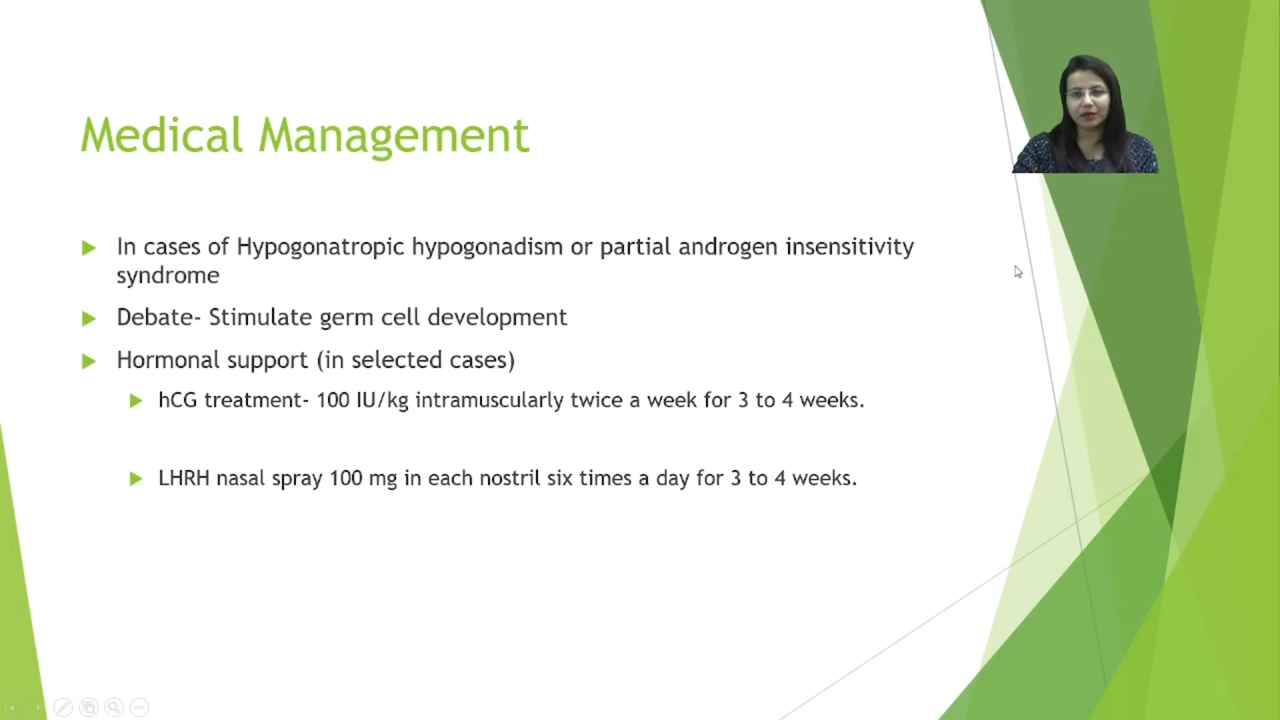 Medical Management
In cases of Hypogonatropic hypogonadism or partial androgen insensitivity
syndrome
Debate- Stimulate germ cell development
Hormonal support (in selected cases)
hCG treatment- 100 IU/kg intramuscularly twice a week for 3 to 4 weeks.
LHRH nasal spray 100 mg in each nostril six times a day for 3 to 4 weeks.